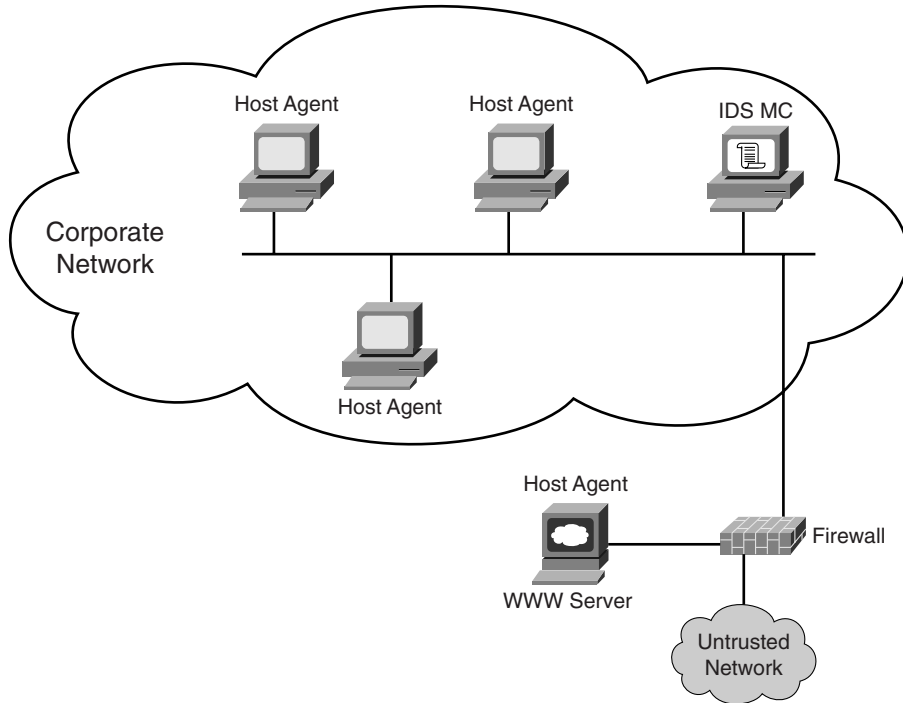 Host Agent
Host Agent
IDS MC
Corporate
Network
Host Agent
Host Agent
Firewall
WWW Server
Untrusted
Network